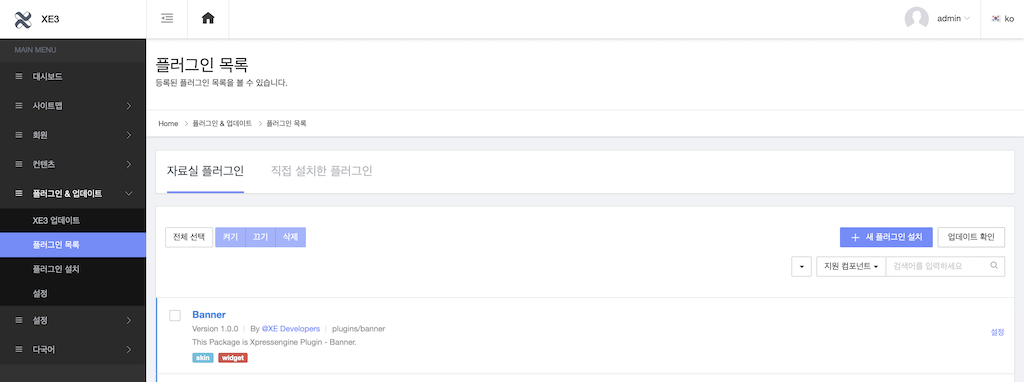 XE3
admin
ko
MAIN MENU
대시보드
사이트맵
회원
컨텐츠
플러그인 & 업데이트
XE3 업데이트
플러그인 목록
플러그인 설치
설정
설정
다국어
플러그인 목록
등록된 플러그인 목록을 볼 수 있습니다.
Home > 플러그인 & 업데이트 > 플러그인 목록
자료실 플러그인 직접 설치한 플러그인
전체 선택 켜기 끄기 삭제 + 새 플러그인 설치 업데이트 확인
지원 컴포넌트 검색어를 입력하세요
Banner
Version 1.0.0 | By @XE Developers | plugins/banner
설정
This Package is Xpressengine Plugin - Banner.
skin widget